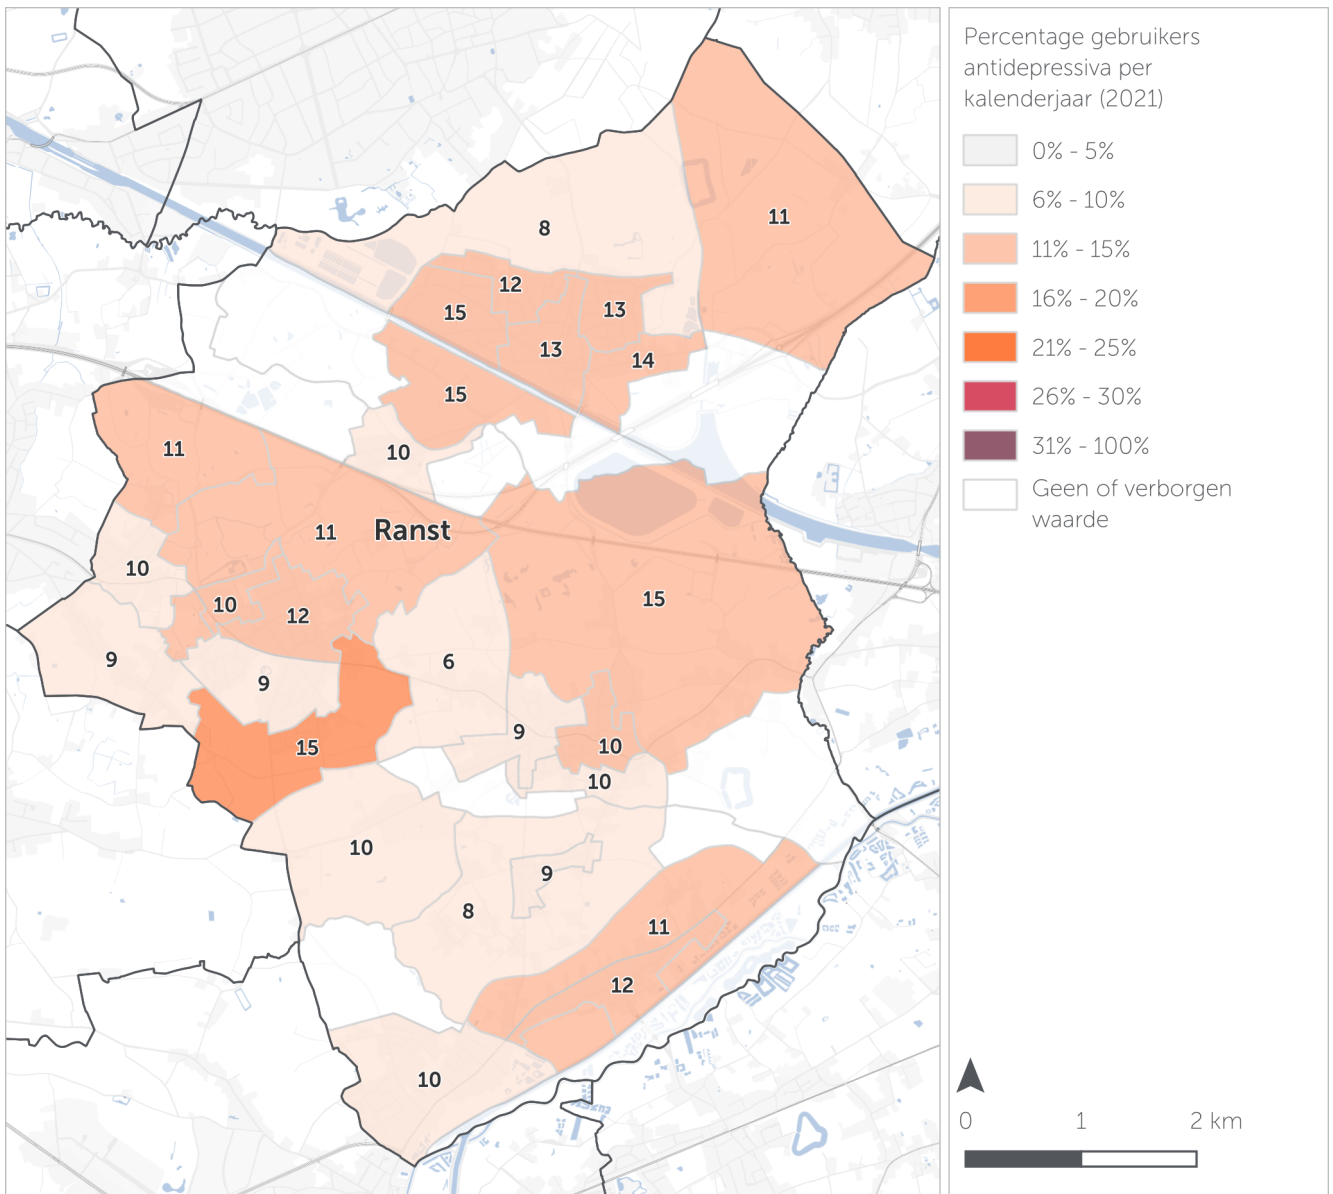 Percentage gebruikers
antidepressiva per
kalenderjaar (2021)
0% - 5%
6% - 10%
11% - 15%
16% - 20%
21% - 25%
26% - 30%
31% - 100%
Geen of verborgen
waarde
11
8
12
15
13
13
14
15
10
11
11
Ranst
10
10
12
15
9
6
9
9
15
10
10
10
9
8
11
12
10
0 1 2 km